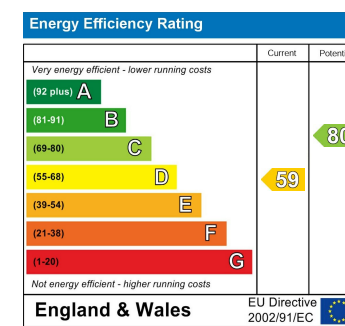 Energy Efficiency Rating
Current
Very energy efficient - lower running costs
(92 plus) A
(81-91) B
(69-80) C
80
(55-68) D
59
(39-54) E
(21-38) F
(1-20) G
Not energy efficient - higher running costs
England & Wales
EU Directive
2002/91/EC